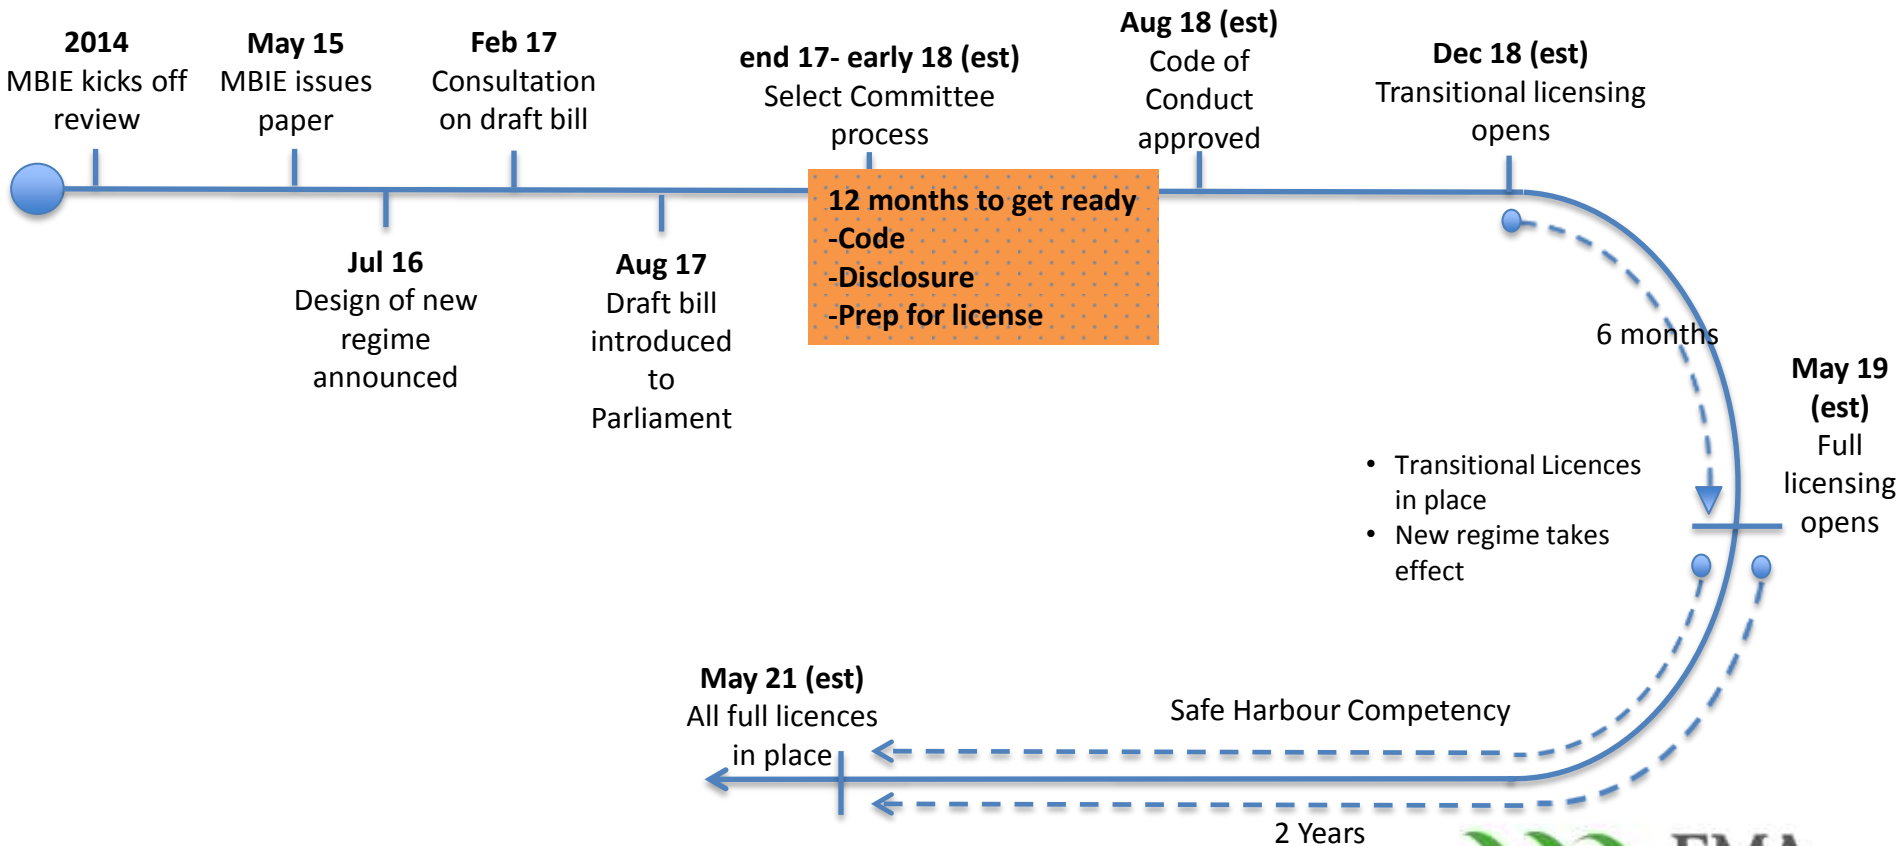 2014
MBIE kicks off
review
May 15
MBIE issues
paper
Feb 17
Consultation
on draft bill
end 17- early 18 (est)
Select Committee
process
Aug 18 (est)
Code of
Conduct
approved
Dec 18 (est)
Transitional licensing
opens
Jul 16
Design of new
regime
announced
Aug 17
Draft bill
introduced
to
Parliament
12 months to get ready
-Code
-Disclosure
-Prep for license
6 months
May 19
(est)
Full
licensing
opens
• Transitional Licences
in place
• New regime takes
effect
May 21 (est)
All full licences
in place
Safe Harbour Competency
2 Years
FMA